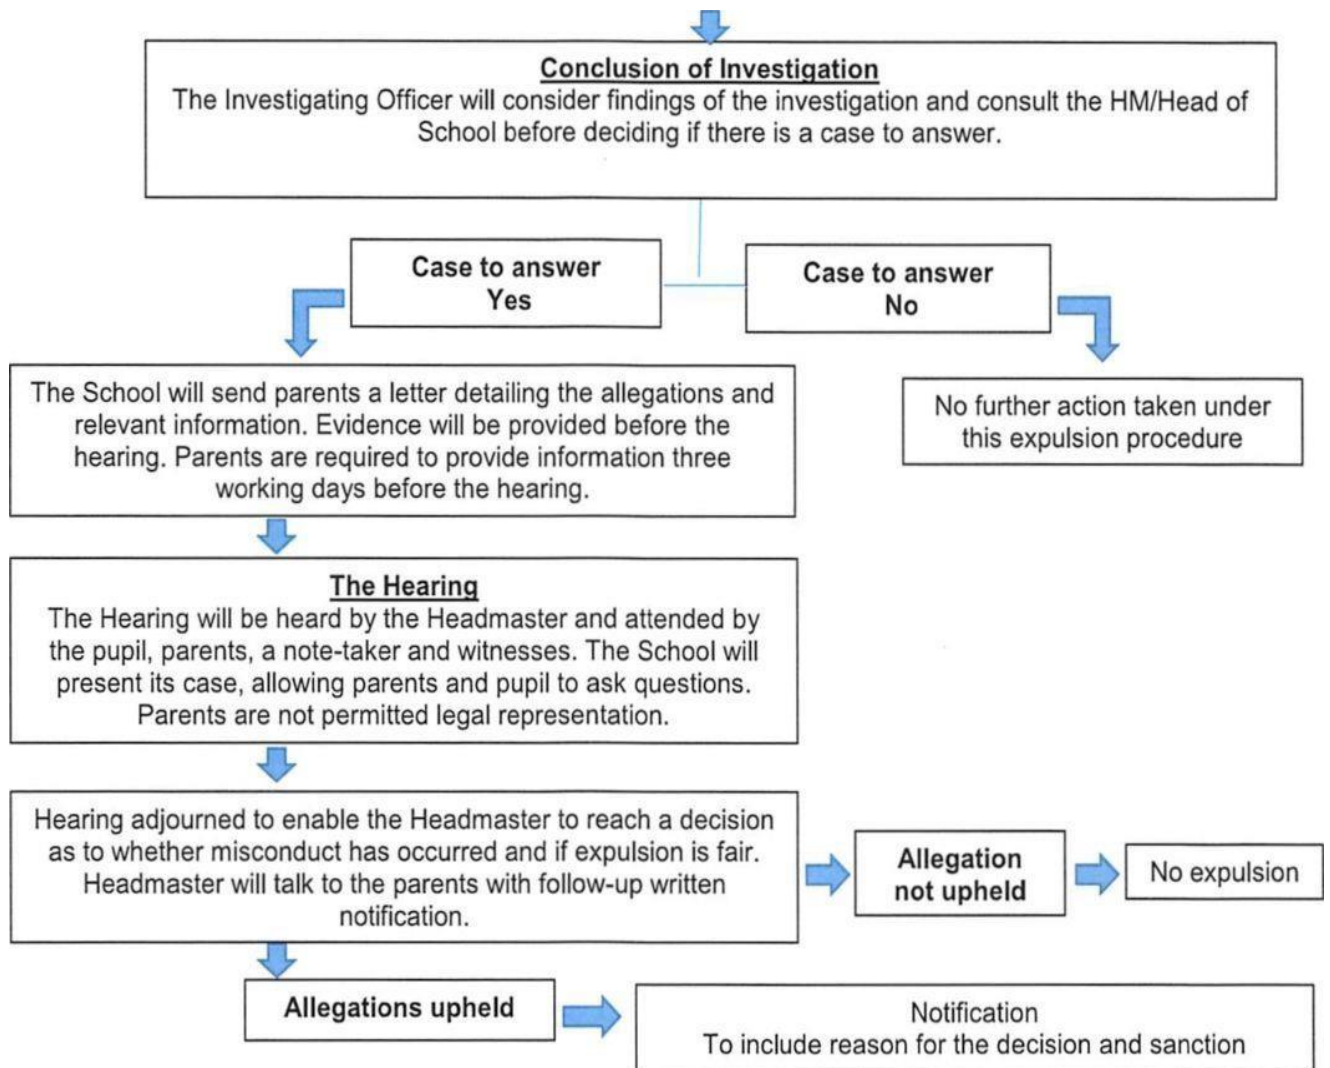 Conclusion of Investigation
The Investigating Officer will consider findings of the investigation and consult the HM/Head of
School before deciding if there is a case to answer.
Case to answer
Yes
Case to answer
No
The School will send parents a letter detailing the allegations and
relevant information. Evidence will be provided before the
hearing. Parents are required to provide information three
working days before the hearing.
No further action taken under
this expulsion procedure
The Hearing
The Hearing will be heard by the Headmaster and attended by
the pupil, parents, a note-taker and witnesses. The School will
present its case, allowing parents and pupil to ask questions.
Parents are not permitted legal representation.
Hearing adjourned to enable the Headmaster to reach a decision
as to whether misconduct has occurred and if expulsion is fair.
Headmaster will talk to the parents with follow-up written
notification.
Allegation
not upheld
No expulsion
Allegations upheld
Notification
To include reason for the decision and sanction